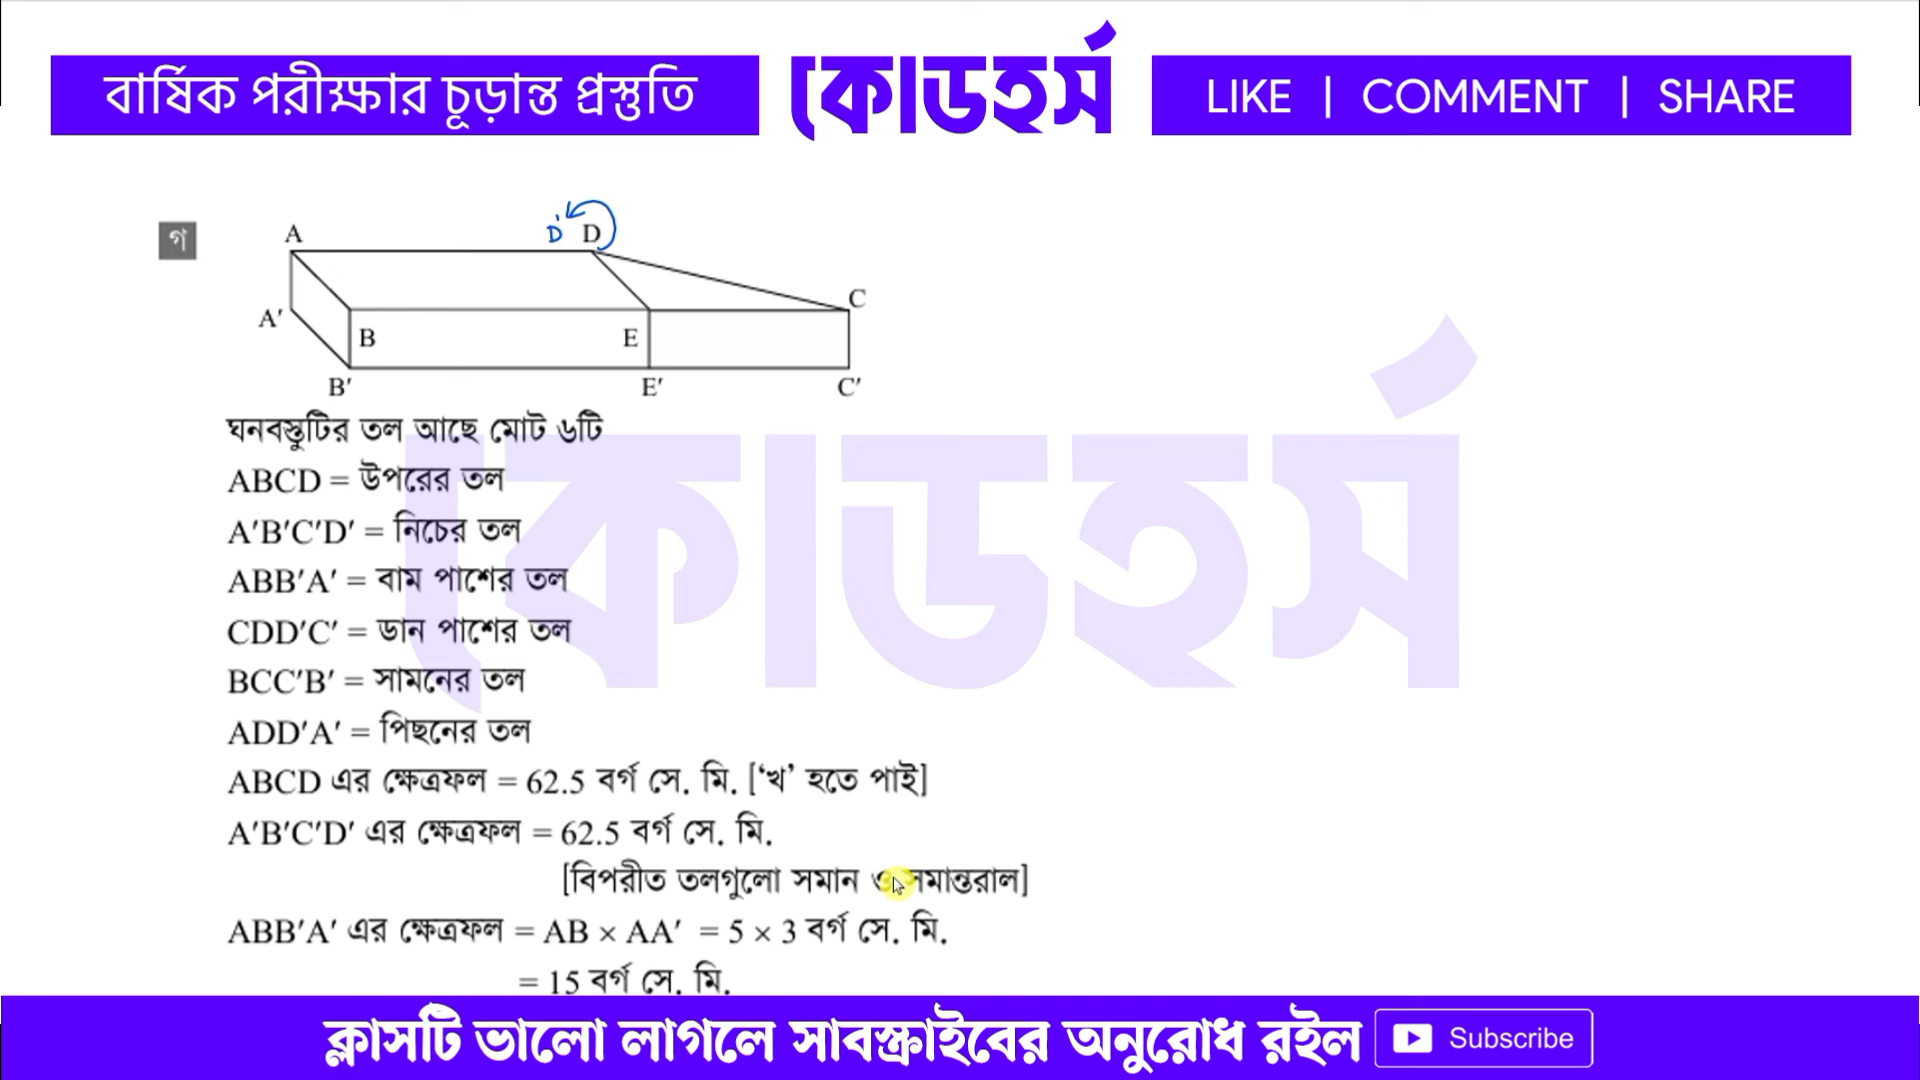 বার্ষিক পরীক্ষার চূড়ান্ত প্রস্তুতি
কোডহর্স
LIKE | COMMENT | SHARE
গ
A D' D
C
A'
B E
B' E' C'
ঘনবস্তুটির তল আছে মোট ৬টি
ABCD = উপরের তল
A'B'C'D' = নিচের তল
ABB'A' = বাম পাশের তল
CDD'C' = ডান পাশের তল
BCC'B' = সামনের তল
ADD'A' = পিছনের তল
ABCD এর ক্ষেত্রফল = 62.5 বর্গ সে. মি. [‘খ’ হতে পাই]
A'B'C'D' এর ক্ষেত্রফল = 62.5 বর্গ সে. মি.
[বিপরীত তলগুলো সমান ও সমান্তরাল]
ABB'A' এর ক্ষেত্রফল = AB × AA' = 5 × 3 বর্গ সে. মি.
= 15 বর্গ সে. মি.
কোডহর্স
ক্লাসটি ভালো লাগলে সাবস্ক্রাইবের অনুরোধ রইল
Subscribe